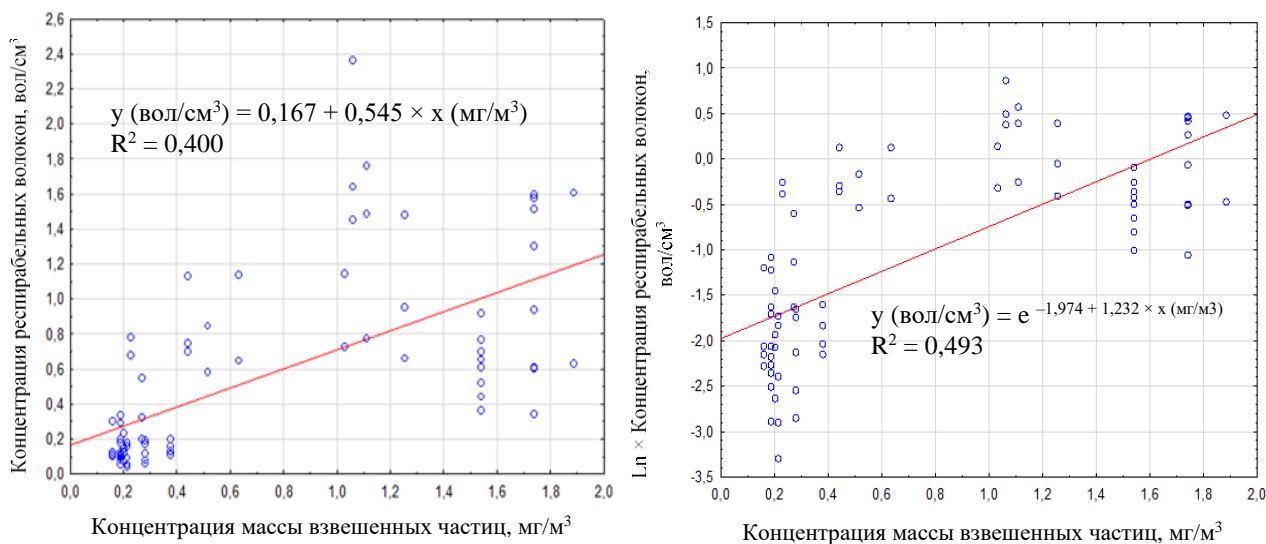 2,6
2,4
2,2
2,0
1,8
1,6
1,4
1,2
1,0
0,8
0,6
0,4
0,2
0,0
Концентрация респирабельных волокон, вол/см³
y (вол/см³) = 0,167 + 0,545 × x (мг/м³)
R² = 0,400
0,0 0,2 0,4 0,6 0,8 1,0 1,2 1,4 1,6 1,8 2,0
Концентрация массы взвешенных частиц, мг/м³
1,5
1,0
0,5
0,0
-0,5
-1,0
-1,5
-2,0
-2,5
-3,0
-3,5
Ln × Концентрация респирабельных волокон,
вол/см³
y (вол/см³) = e –1,974 + 1,232 × x (мг/м3)
R² = 0,493
0,0 0,2 0,4 0,6 0,8 1,0 1,2 1,4 1,6 1,8 2,0
Концентрация массы взвешенных частиц, мг/м³